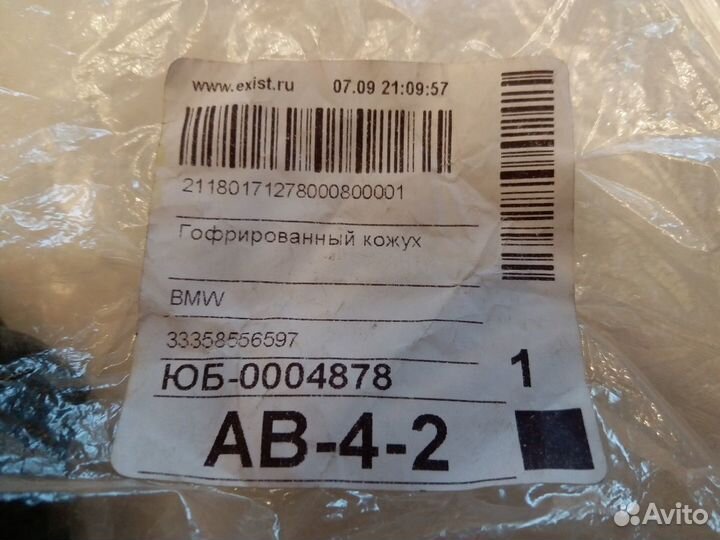 www.exist.ru 07.09 21:09:57
21180171278000800001
Гофрированный кожух
BMW
33358556597
ЮБ-0004878
1
АВ-4-2
Avito